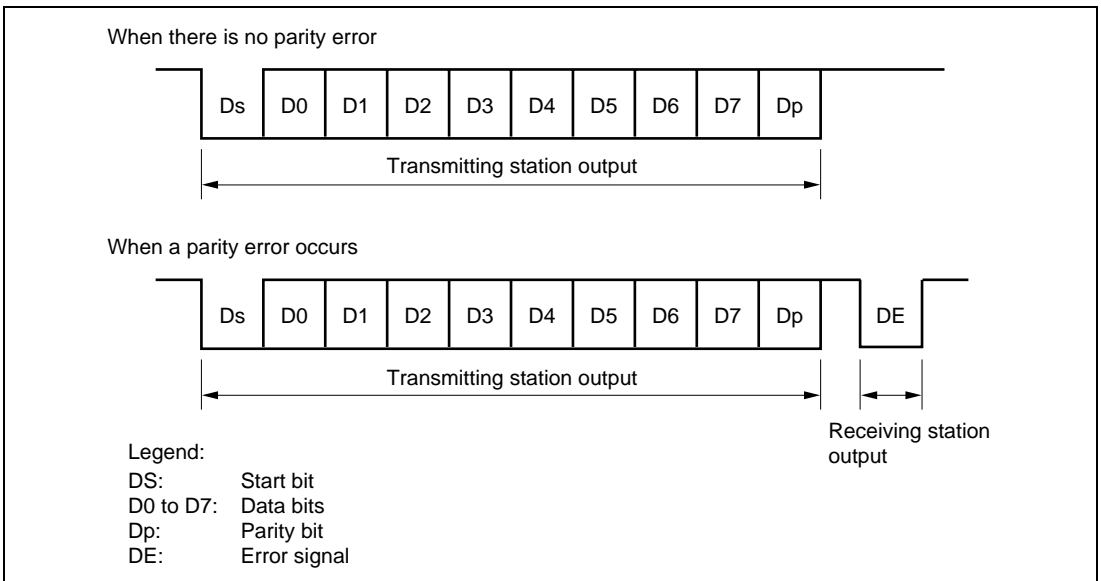 When there is no parity error
Ds D0 D1 D2 D3 D4 D5 D6 D7 Dp
Transmitting station output
When a parity error occurs
Ds D0 D1 D2 D3 D4 D5 D6 D7 Dp DE
Transmitting station output
Receiving station
output
Legend:
DS: Start bit
D0 to D7: Data bits
Dp: Parity bit
DE: Error signal